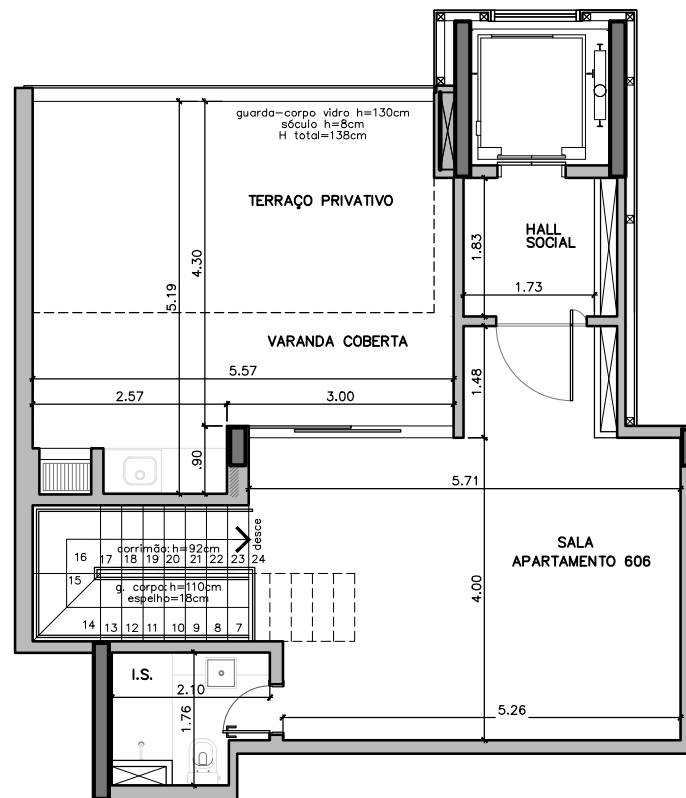 guarda-corpo vidro h=130cm
sóculo h=8cm
H total=138cm
TERRAÇO PRIVATIVO
HALL
SOCIAL
1.83
1.73
4.30
5.19
VARANDA COBERTA
1.48
5.57
2.57
3.00
.90
5.71
desce
corrimão: h=92cm
16 17 18 19 20 21 22 23 24
15
g. corpo: h=110cm
espelho=18cm
14 13 12 11 10 9 8 7
SALA
APARTAMENTO 606
4.00
I.S.
2.10
1.76
5.26